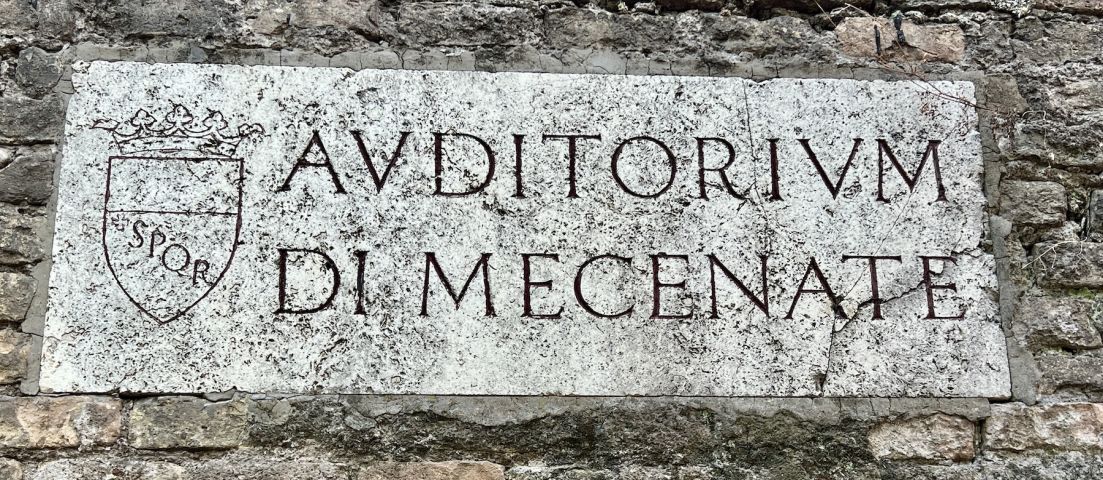 SPQR
AVDITORIVM
DI MECENATE